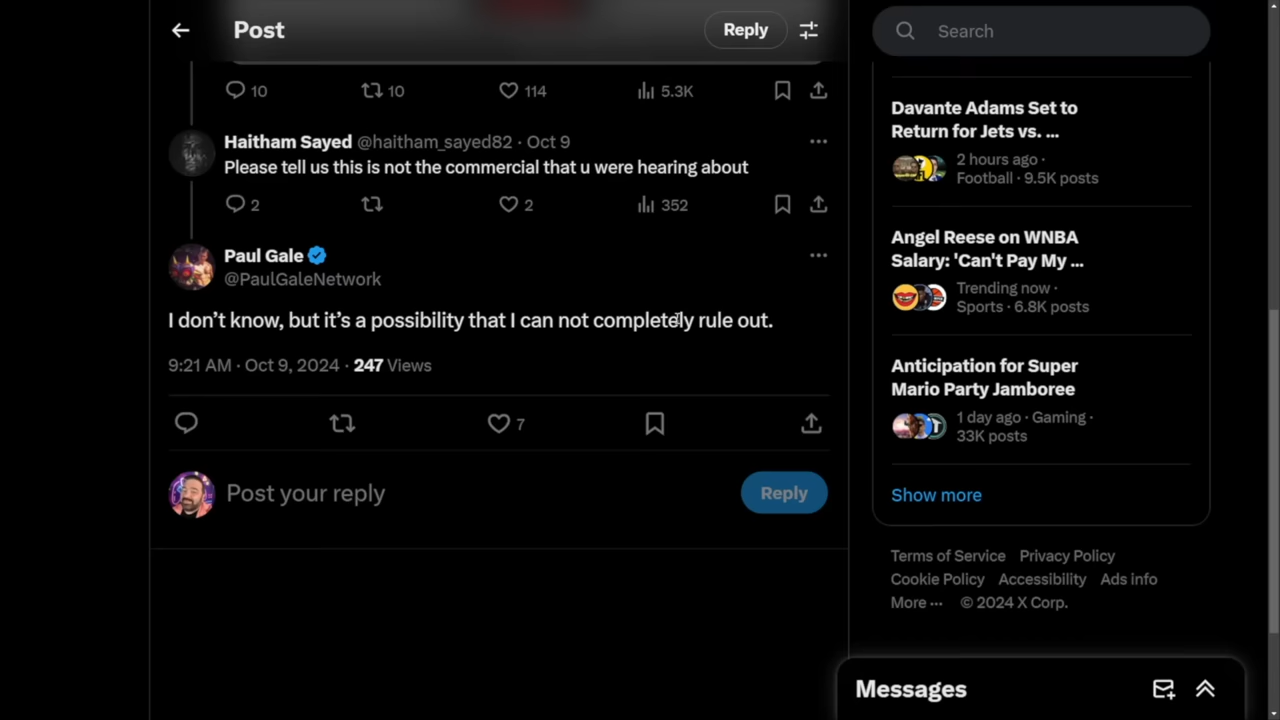 Post
Reply
Search
10 10 114 5.3K
Haitham Sayed @haitham_sayed82 · Oct 9
Please tell us this is not the commercial that u were hearing about
2 2 352
Paul Gale
@PaulGaleNetwork
I don’t know, but it’s a possibility that I can not completely rule out.
9:21 AM · Oct 9, 2024 · 247 Views
7
Post your reply
Reply
Davante Adams Set to
Return for Jets vs. ...
2 hours ago ·
Football · 9.5K posts
Angel Reese on WNBA
Salary: 'Can't Pay My ...
Trending now ·
Sports · 6.8K posts
Anticipation for Super
Mario Party Jamboree
1 day ago · Gaming ·
33K posts
Show more
Terms of Service Privacy Policy
Cookie Policy Accessibility Ads info
More ··· © 2024 X Corp.
Messages